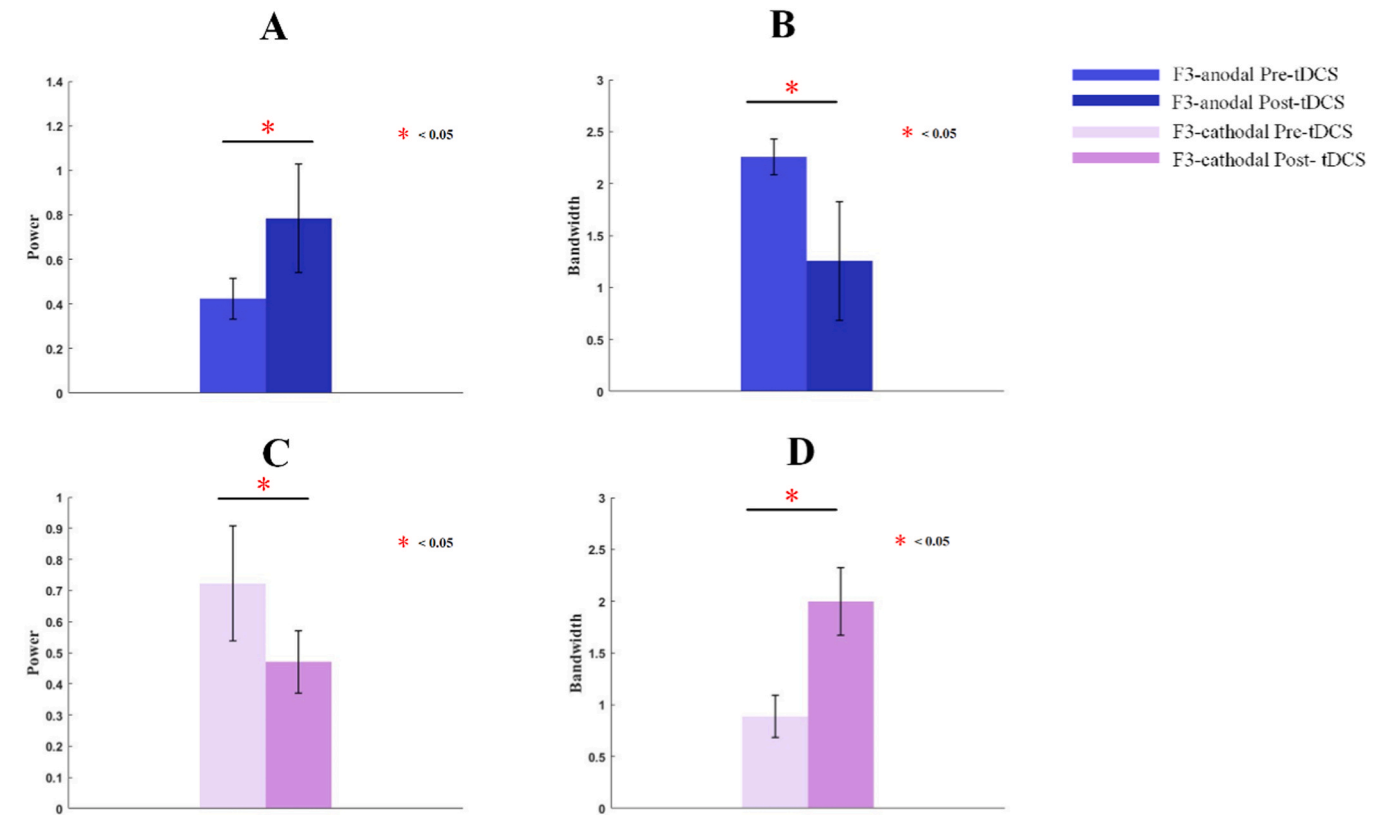 A
1.4
1.2
1
0.8
0.6
0.4
0.2
0
Power
*
* < 0.05
B
3
2.5
2
1.5
1
0.5
0
Bandwidth
*
* < 0.05
F3-anodal Pre-tDCS
F3-anodal Post-tDCS
F3-cathodal Pre-tDCS
F3-cathodal Post- tDCS
C
1
0.9
0.8
0.7
0.6
0.5
0.4
0.3
0.2
0.1
0
Power
*
* < 0.05
D
3
2.5
2
1.5
1
0.5
0
Bandwidth
*
* < 0.05